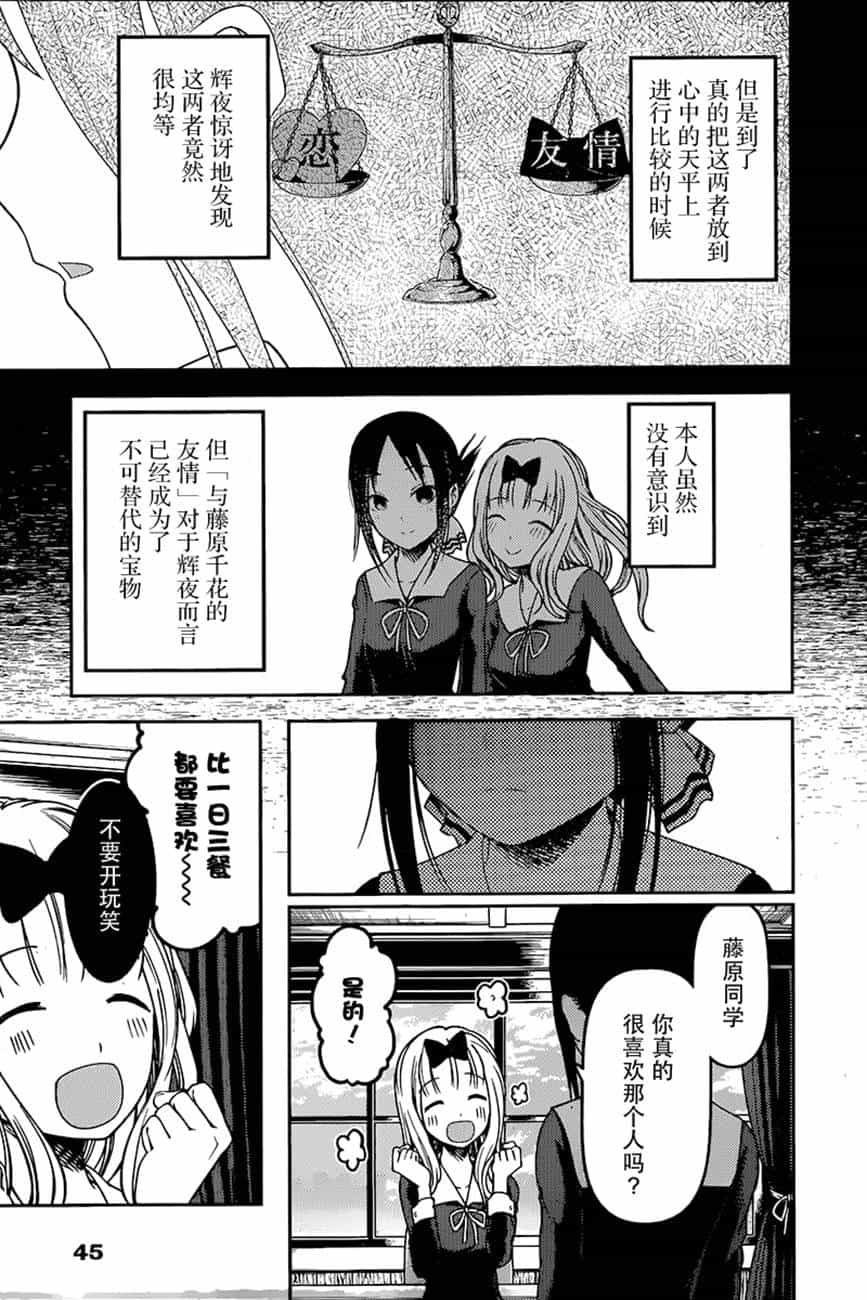 但是到了
真的把这两者放到
心中的天平上
进行比较的时候
友情
恋
辉夜惊讶地发现
这两者竟然
很均等
本人虽然
没有意识到
但「与藤原千花的
友情」对于辉夜而言
已经成为了
不可替代的宝物
藤原同学
你真的
很喜欢那个人吗？
是的！
比一日三餐
都要喜欢～～
不要开玩笑
45